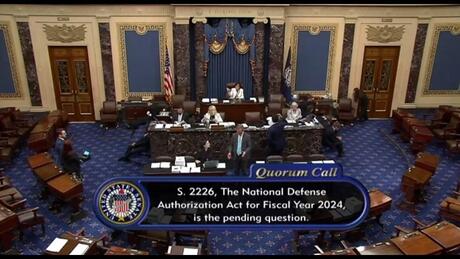 Quorum Call
S. 2226, The National Defense
Authorization Act for Fiscal Year 2024,
is the pending question.